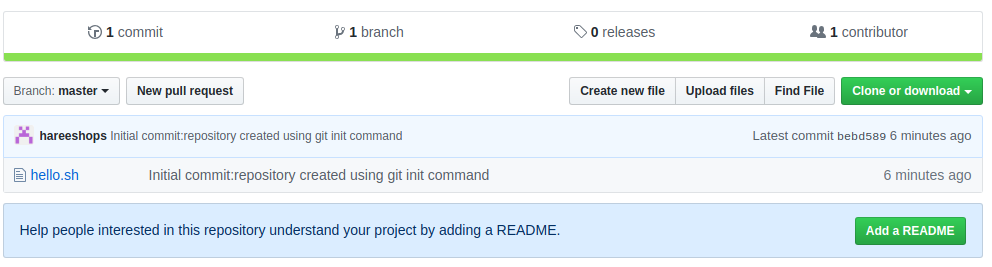 1 commit 1 branch 0 releases 1 contributor
Branch: master New pull request Create new file Upload files Find File Clone or download
hareeshops Initial commit:repository created using git init command Latest commit bebd589 6 minutes ago
hello.sh Initial commit:repository created using git init command 6 minutes ago
Help people interested in this repository understand your project by adding a README. Add a README